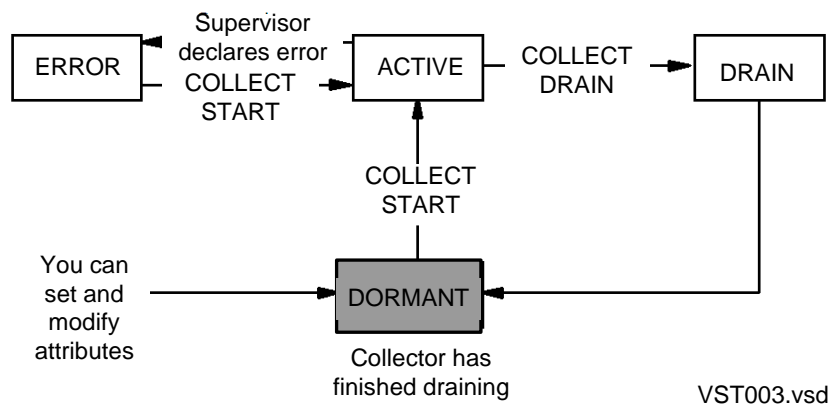 Supervisor
declares error
ERROR
COLLECT
START
ACTIVE
COLLECT
DRAIN
DRAIN
COLLECT
START
You can
set and
modify
attributes
DORMANT
Collector has
finished draining
VST003.vsd